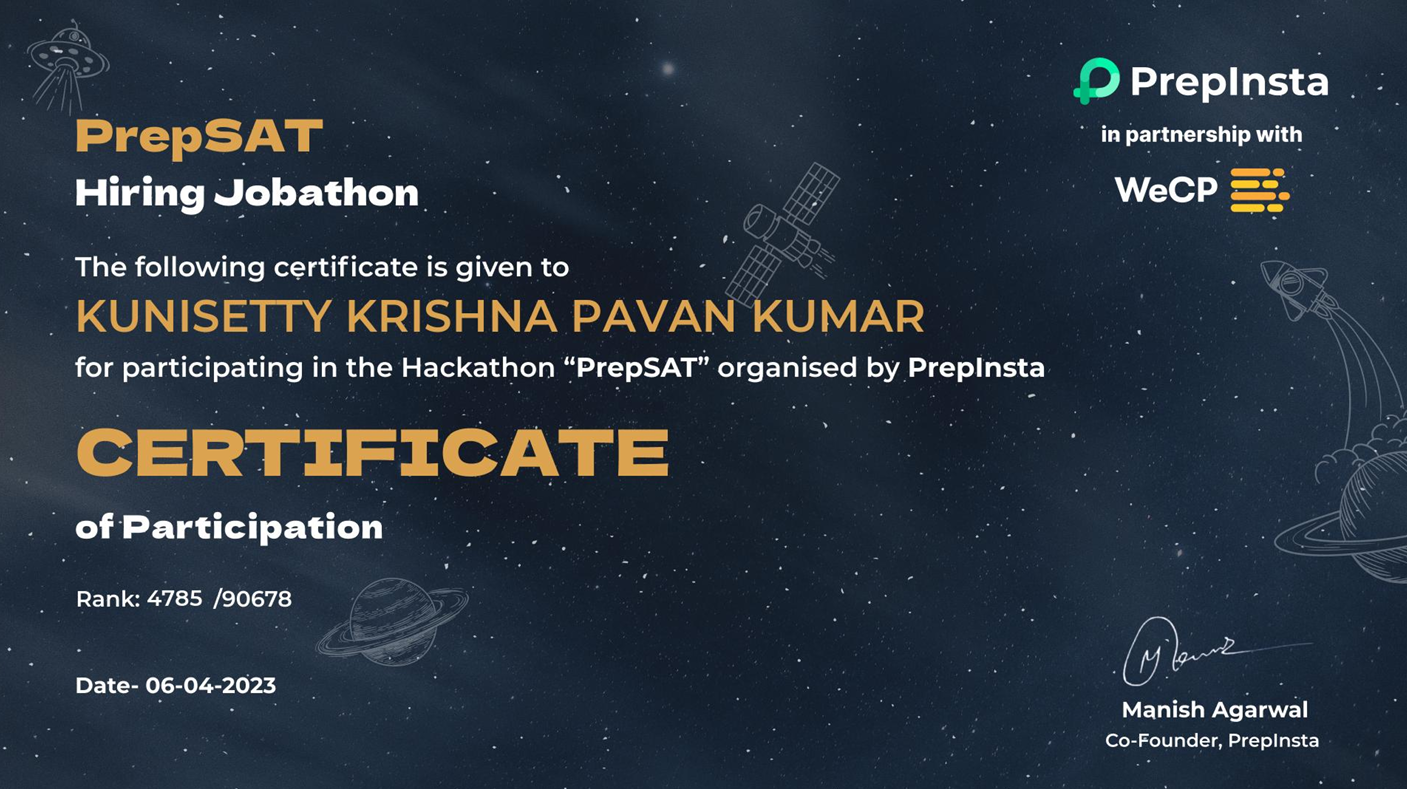 PrepInsta
in partnership with
WeCP
PrepSAT
Hiring Jobathon
The following certificate is given to
KUNISETTY KRISHNA PAVAN KUMAR
for participating in the Hackathon “PrepSAT” organised by PrepInsta
CERTIFICATE
of Participation
Rank: 4785 /90678
Date- 06-04-2023
Manish Agarwal
Co-Founder, PrepInsta